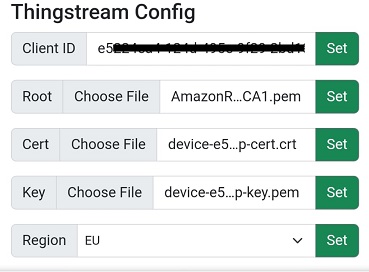 Thingstream Config
Client ID e5 Set
Root Choose File AmazonR...CA1.pem Set
Cert Choose File device-e5...p-cert.crt Set
Key Choose File device-e5...p-key.pem Set
Region EU Set